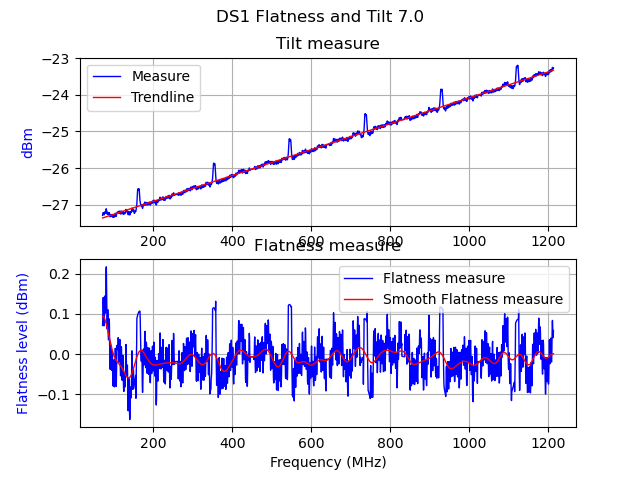 DS1 Flatness and Tilt 7.0
Tilt measure
Measure
Trendline
dBm
−23
−24
−25
−26
−27
200 400 600 800 1000 1200
Flatness measure
Flatness measure
Smooth Flatness measure
Flatness level (dBm)
0.2
0.1
0.0
−0.1
200 400 600 800 1000 1200
Frequency (MHz)